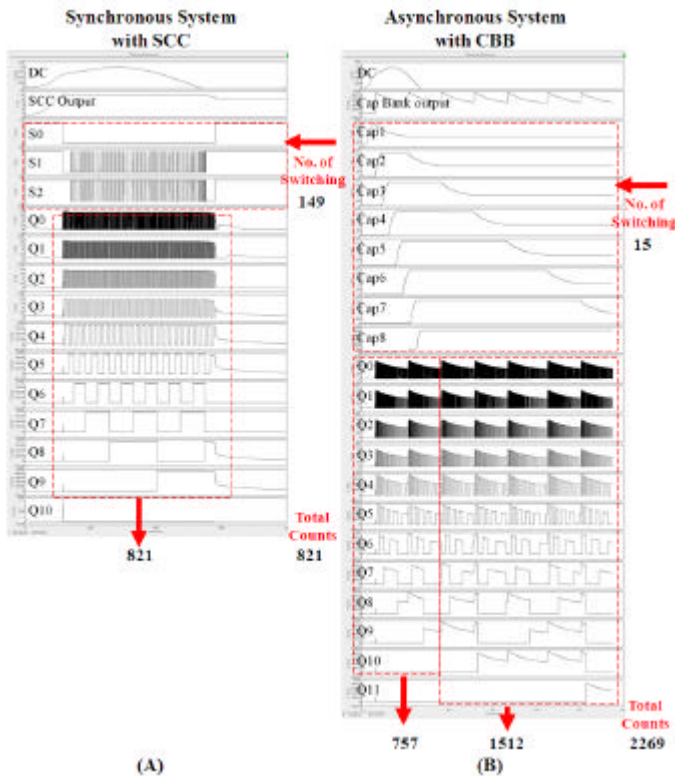 Synchronous System
with SCC
DC
SCC Output
S0
S1
S2
No. of
Switching
149
Q0
Q1
Q2
Q3
Q4
Q5
Q6
Q7
Q8
Q9
Q10
821
Total
Counts
821
(A)
Asynchronous System
with CBB
DC
Cap Bank output
Cap1
Cap2
Cap3
Cap4
Cap5
Cap6
Cap7
Cap8
No. of
Switching
15
Q0
Q1
Q2
Q3
Q4
Q5
Q6
Q7
Q8
Q9
Q10
Q11
757
1512
Total
Counts
2269
(B)